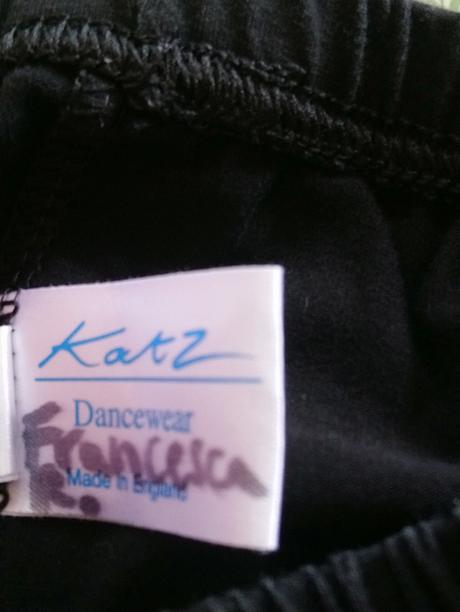 Katz
Dancewear
Francesca
Made in England
R.